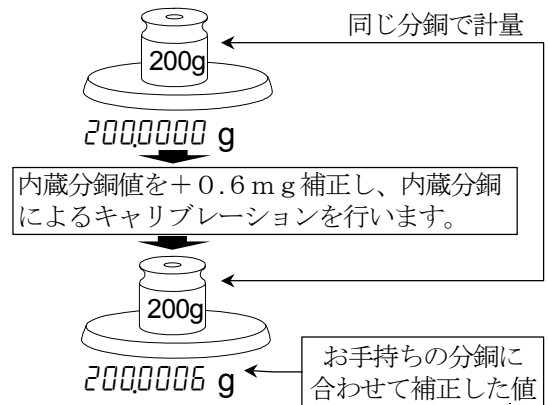 同じ分銅で計量
200g
200.0000 g
内蔵分銅値を＋０.６ｍｇ補正し、内蔵分銅
によるキャリブレーションを行います。
200g
200.0006 g
お手持ちの分銅に
合わせて補正した値